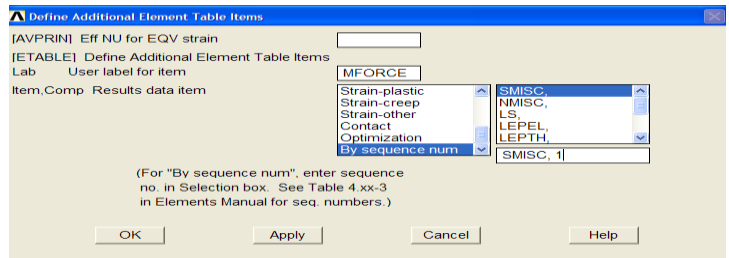 Define Additional Element Table Items
[AVPRIN] Eff NU for EQV strain
[ETABLE] Define Additional Element Table Items
Lab User label for item MFORCE
Item,Comp Results data item
Strain-plastic SMISC,
Strain-creep NMISC,
Strain-other LS,
Contact LEPEL,
Optimization LEPTH,
By sequence num SMISC, 1
(For "By sequence num", enter sequence
no. in Selection box. See Table 4.xx-3
in Elements Manual for seq. numbers.)
OK Apply Cancel Help